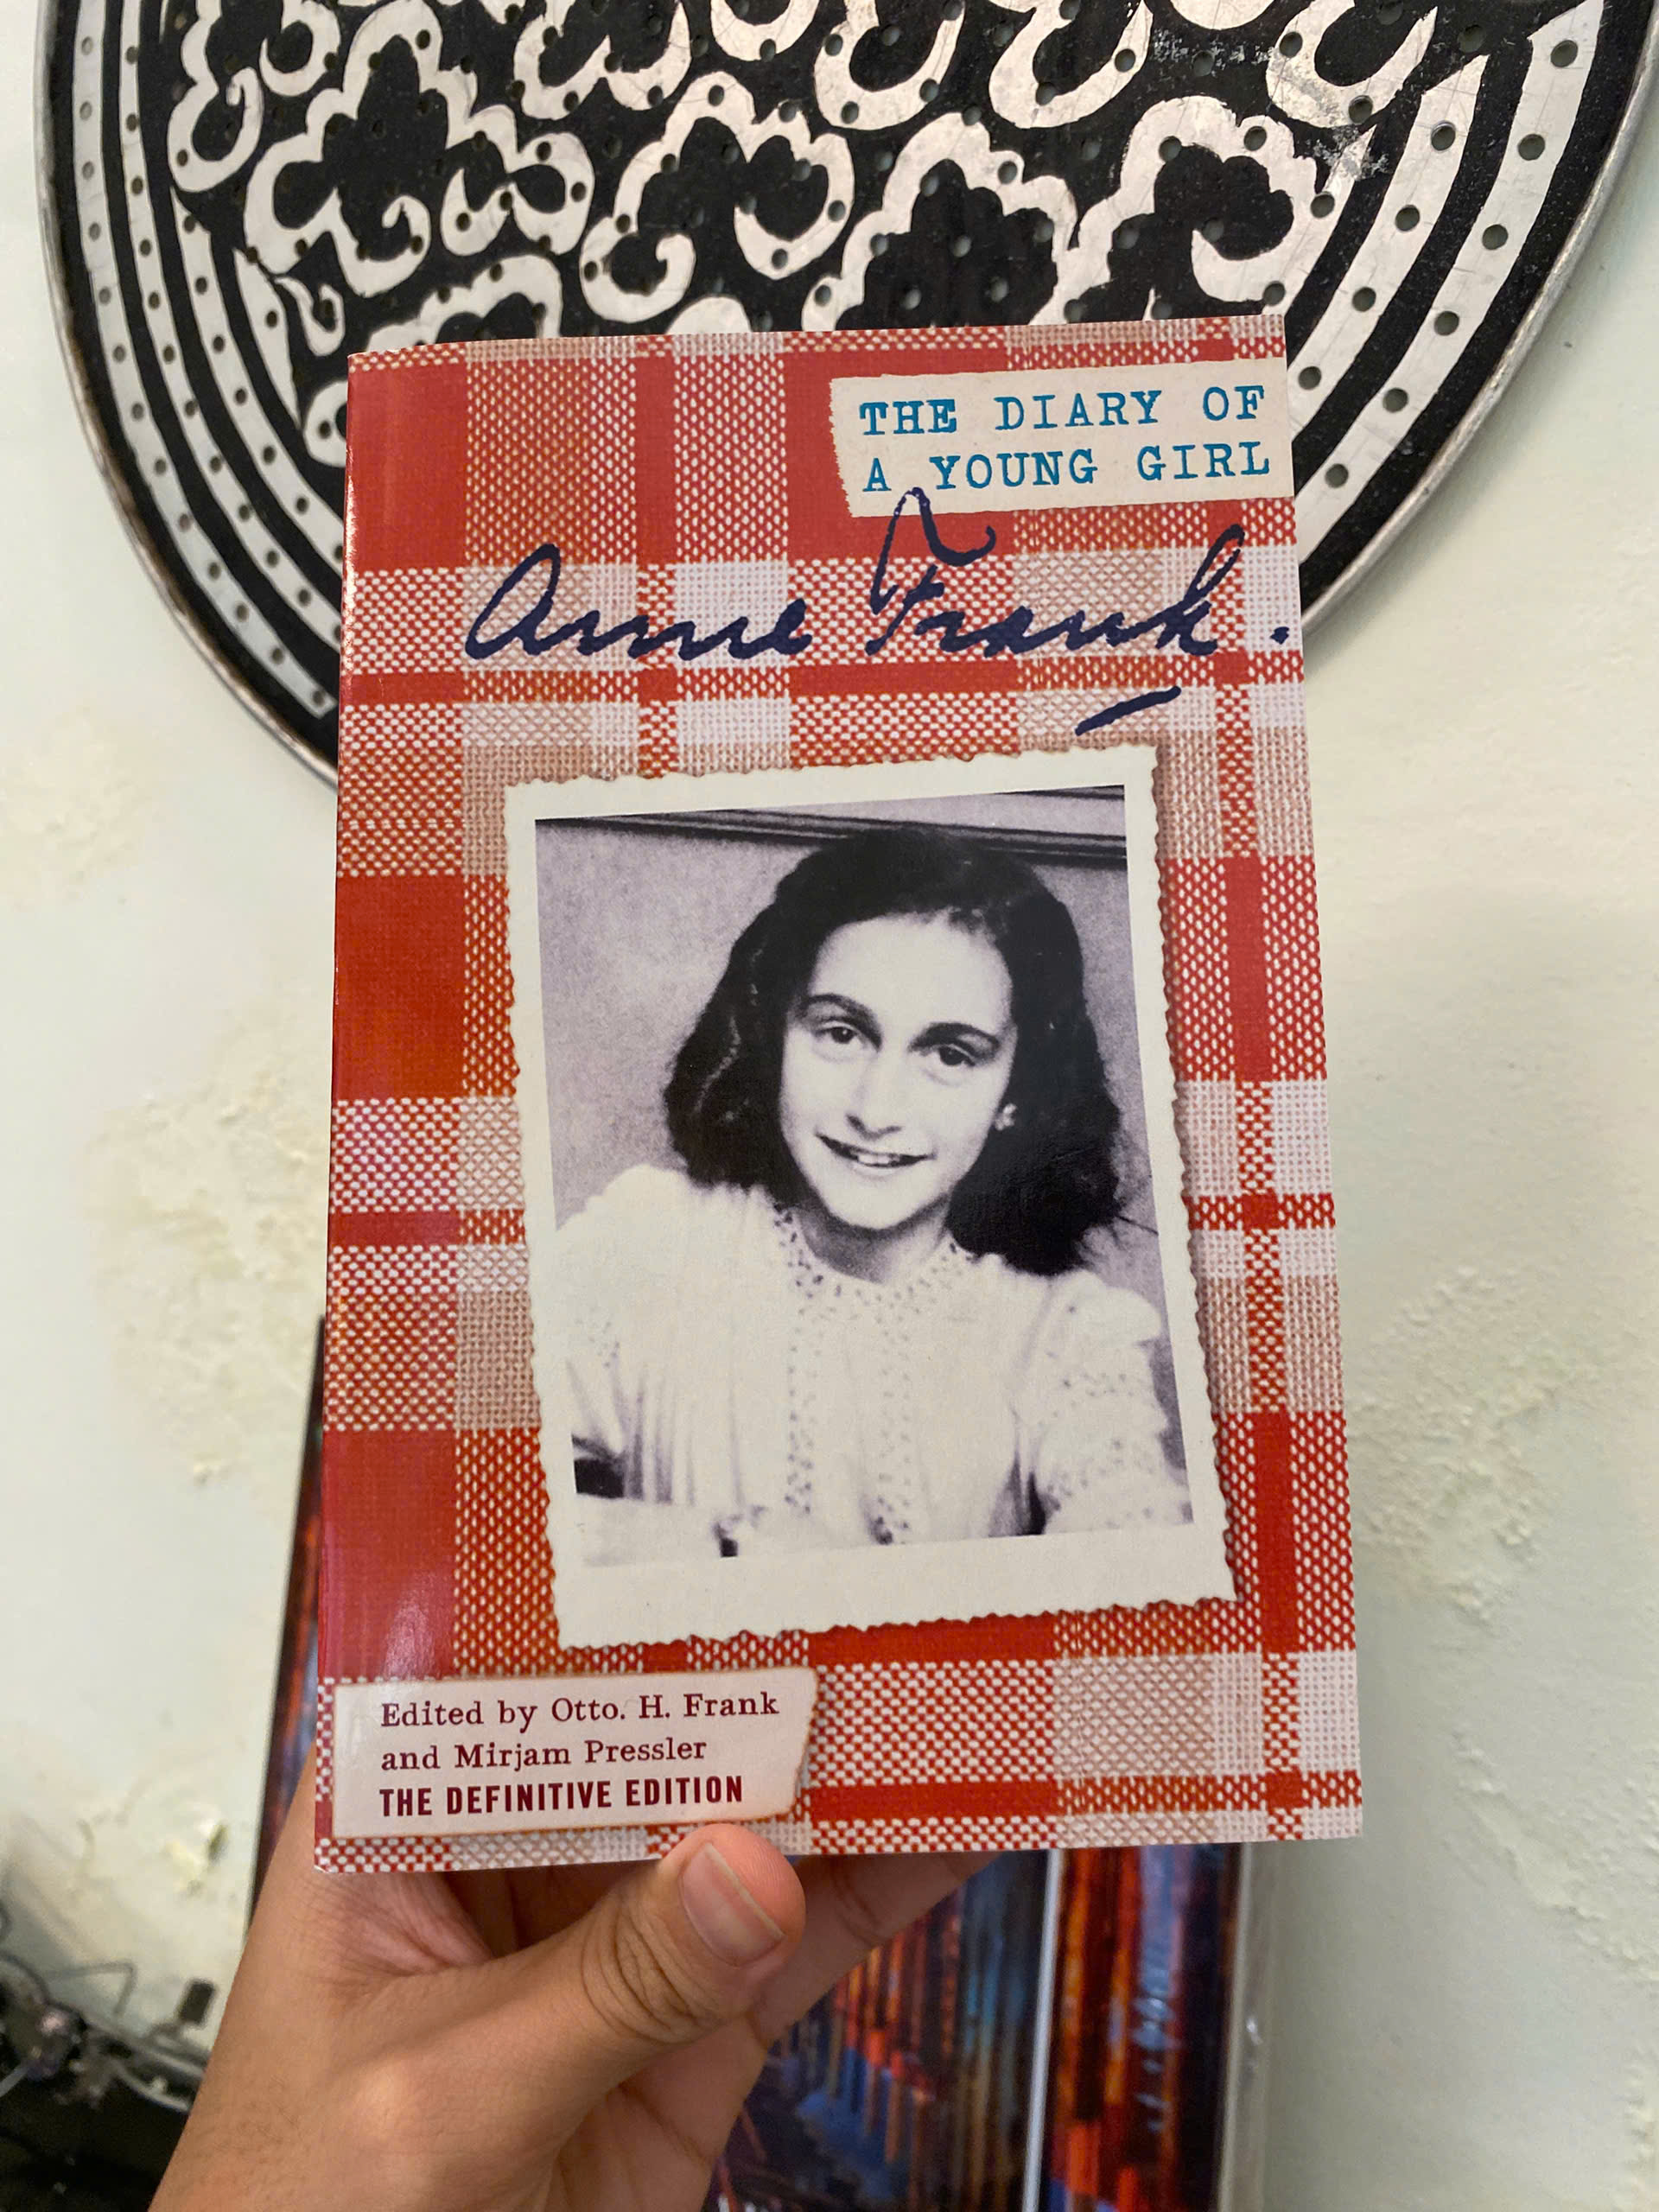 THE DIARY OF
A YOUNG GIRL
Anne Frank.
Edited by Otto. H. Frank
and Mirjam Pressler
THE DEFINITIVE EDITION